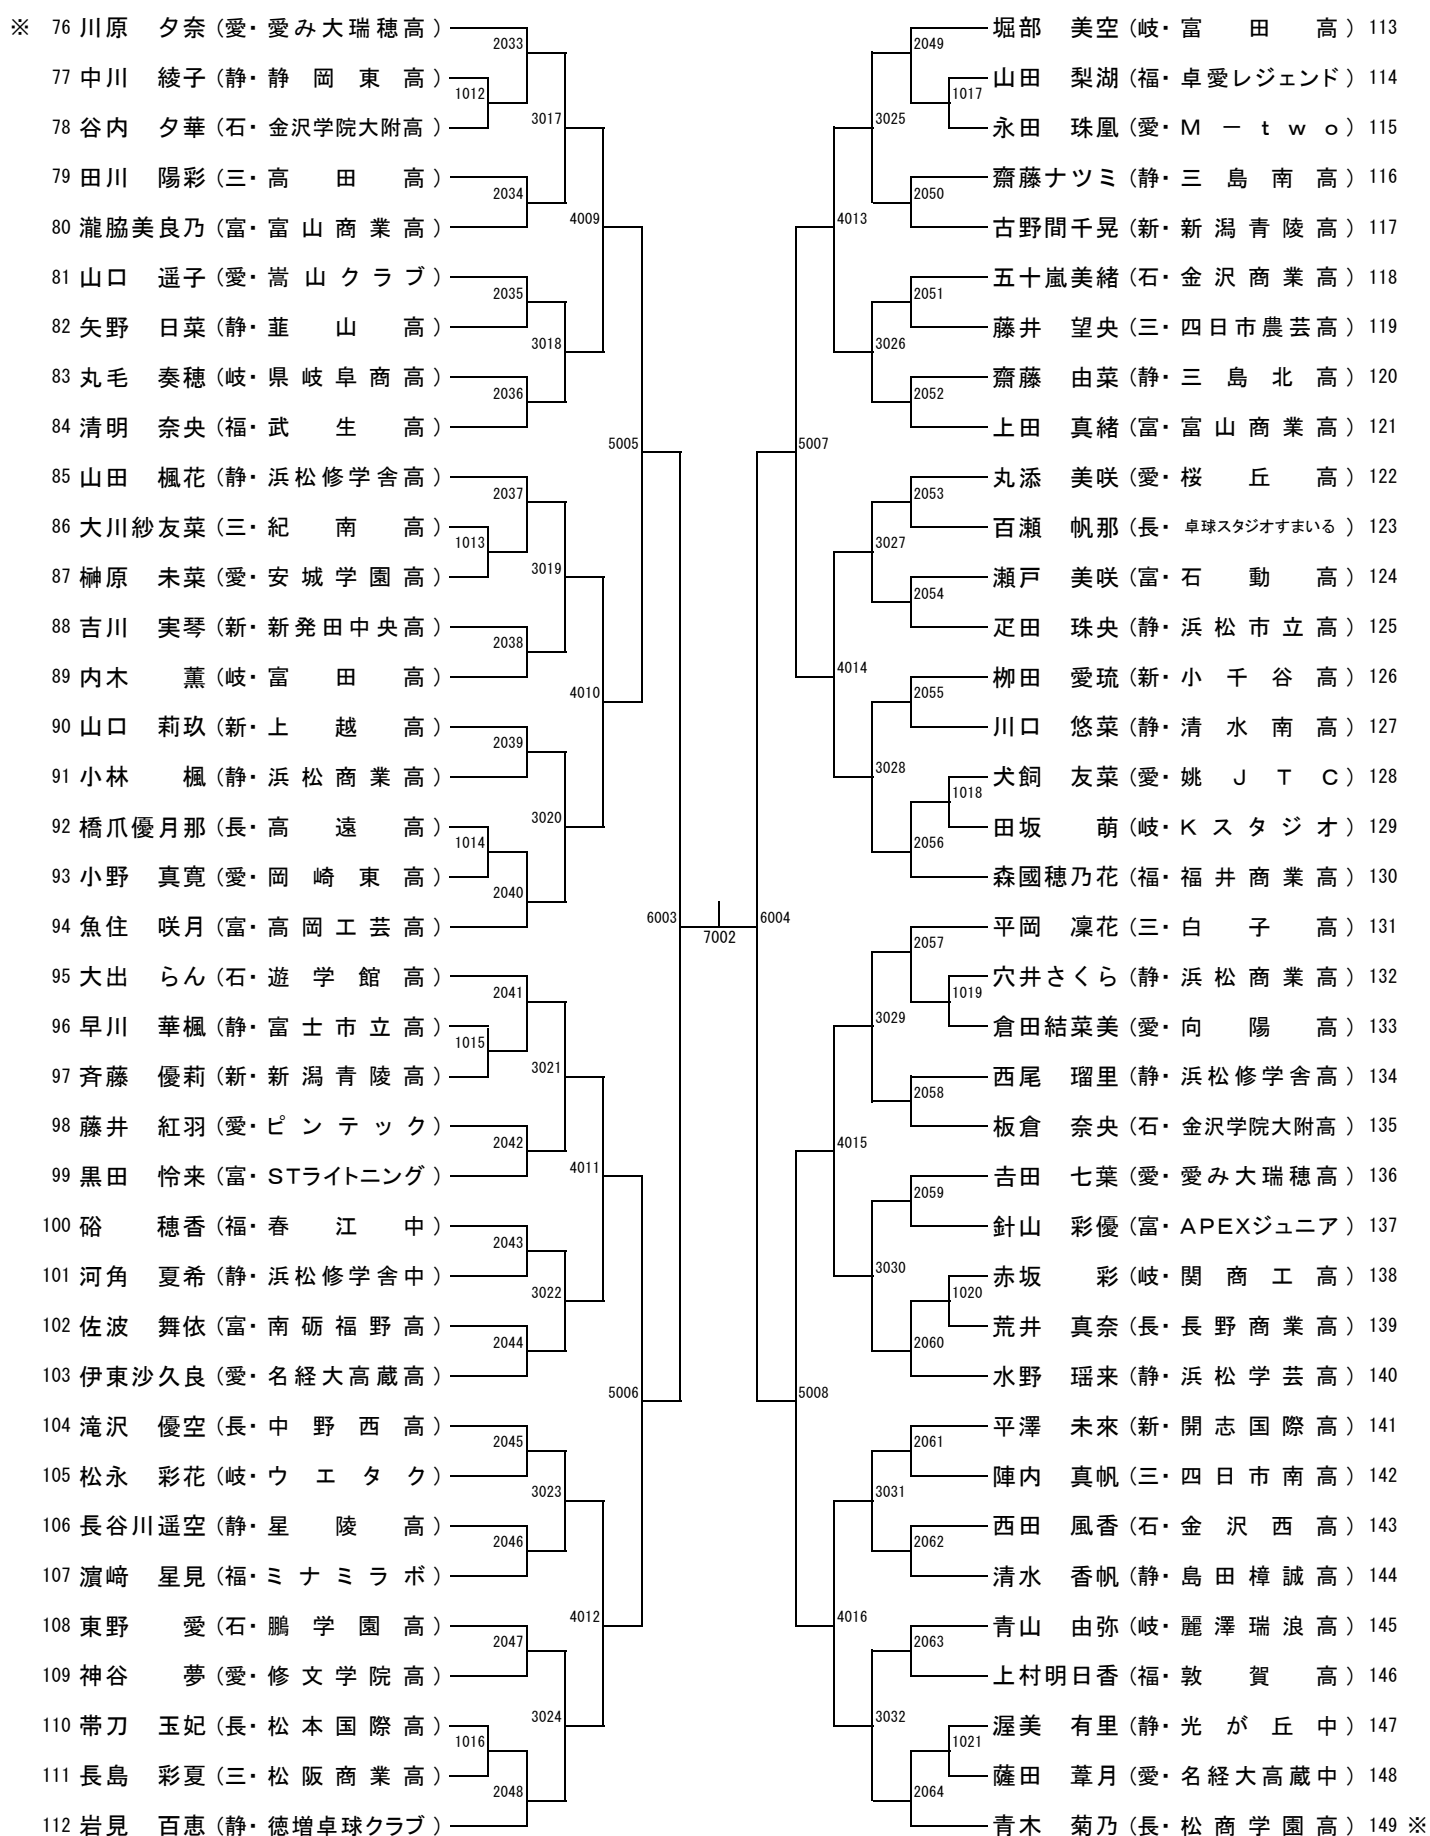 ※ 76 川原 夕奈 (愛・愛み大瑞穂高)
2033
77 中川 綾子 (静・静岡東高)
1012
78 谷内 夕華 (石・金沢学院大附高)
3017
79 田川 陽彩 (三・高田高)
2034
80 瀧脇美良乃 (富・富山商業高)
4009
81 山口 遥子 (愛・嵩山クラブ)
2035
82 矢野 日菜 (静・韮山高)
3018
83 丸毛 奏穂 (岐・県岐阜商高)
2036
84 清明 奈央 (福・武生高)
5005
85 山田 楓花 (静・浜松修学舎高)
2037
86 大川紗友菜 (三・紀南高)
1013
87 榊原 未菜 (愛・安城学園高)
3019
88 吉川 実琴 (新・新発田中央高)
2038
89 内木 薫 (岐・富田高)
4010
90 山口 莉玖 (新・上越高)
2039
91 小林 楓 (静・浜松商業高)
3020
92 橋爪優月那 (長・高遠高)
1014
93 小野 真寛 (愛・岡崎東高)
2040
94 魚住 咲月 (富・高岡工芸高)
6003
95 大出 らん (石・遊学館高)
2041
96 早川 華楓 (静・富士市立高)
1015
97 斉藤 優莉 (新・新潟青陵高)
3021
98 藤井 紅羽 (愛・ピンテック)
2042
99 黒田 怜来 (富・STライトニング)
4011
100 硲 穂香 (福・春江中)
2043
101 河角 夏希 (静・浜松修学舎中)
3022
102 佐波 舞依 (富・南砺福野高)
2044
103 伊東沙久良 (愛・名経大高蔵高)
5006
104 滝沢 優空 (長・中野西高)
2045
105 松永 彩花 (岐・ウエタク)
3023
106 長谷川遥空 (静・星陵高)
2046
107 濵﨑 星見 (福・ミナミラボ)
4012
108 東野 愛 (石・鵬学園高)
2047
109 神谷 夢 (愛・修文学院高)
3024
110 帯刀 玉妃 (長・松本国際高)
1016
111 長島 彩夏 (三・松阪商業高)
2048
112 岩見 百恵 (静・徳増卓球クラブ)
7002
堀部 美空 (岐・富田高) 113
2049
山田 梨湖 (福・卓愛レジェンド) 114
1017
永田 珠凰 (愛・M-two) 115
3025
齋藤ナツミ (静・三島南高) 116
2050
古野間千晃 (新・新潟青陵高) 117
4013
五十嵐美緒 (石・金沢商業高) 118
2051
藤井 望央 (三・四日市農芸高) 119
3026
齋藤 由菜 (静・三島北高) 120
2052
上田 真緒 (富・富山商業高) 121
5007
丸添 美咲 (愛・桜丘高) 122
2053
百瀬 帆那 (長・卓球スタジオすまいる) 123
3027
瀬戸 美咲 (富・石動高) 124
2054
疋田 珠央 (静・浜松市立高) 125
4014
栁田 愛琉 (新・小千谷高) 126
2055
川口 悠菜 (静・清水南高) 127
3028
犬飼 友菜 (愛・姚JTC) 128
1018
田坂 萌 (岐・Kスタジオ) 129
2056
森國穂乃花 (福・福井商業高) 130
6004
平岡 凜花 (三・白子高) 131
2057
穴井さくら (静・浜松商業高) 132
1019
倉田結菜美 (愛・向陽高) 133
3029
西尾 瑠里 (静・浜松修学舎高) 134
2058
板倉 奈央 (石・金沢学院大附高) 135
4015
𠮷田 七葉 (愛・愛み大瑞穂高) 136
2059
針山 彩優 (富・APEXジュニア) 137
3030
赤坂 彩 (岐・関商工高) 138
1020
荒井 真奈 (長・長野商業高) 139
2060
水野 瑶来 (静・浜松学芸高) 140
5008
平澤 未來 (新・開志国際高) 141
2061
陣内 真帆 (三・四日市南高) 142
3031
西田 風香 (石・金沢西高) 143
2062
清水 香帆 (静・島田樟誠高) 144
4016
青山 由弥 (岐・麗澤瑞浪高) 145
2063
上村明日香 (福・敦賀高) 146
3032
渥美 有里 (静・光が丘中) 147
1021
薩田 葦月 (愛・名経大高蔵中) 148
2064
青木 菊乃 (長・松商学園高) 149 ※